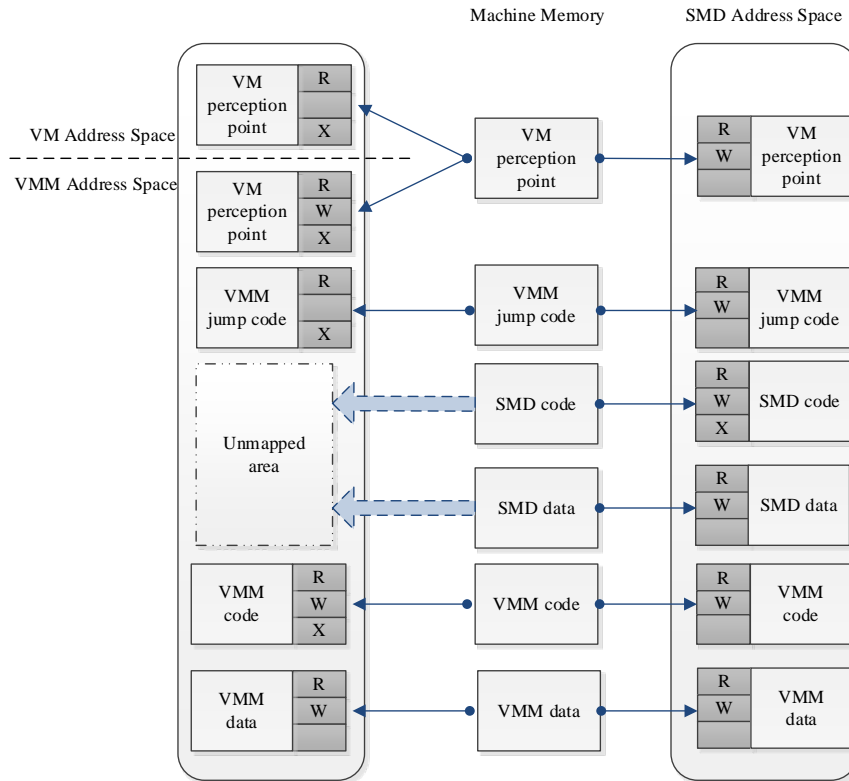 Machine Memory
SMD Address Space
VM Address Space
VMM Address Space
VM
perception
point
R
X
VM
perception
point
R
W
X
VMM
jump code
R
X
Unmapped
area
VMM
code
R
W
X
VMM
data
R
W
VM
perception
point
VMM
jump code
SMD code
SMD data
VMM code
VMM data
R
W
VM
perception
point
R
W
VMM
jump code
R
W
X
SMD code
R
W
SMD data
R
W
VMM
code
R
W
VMM
data